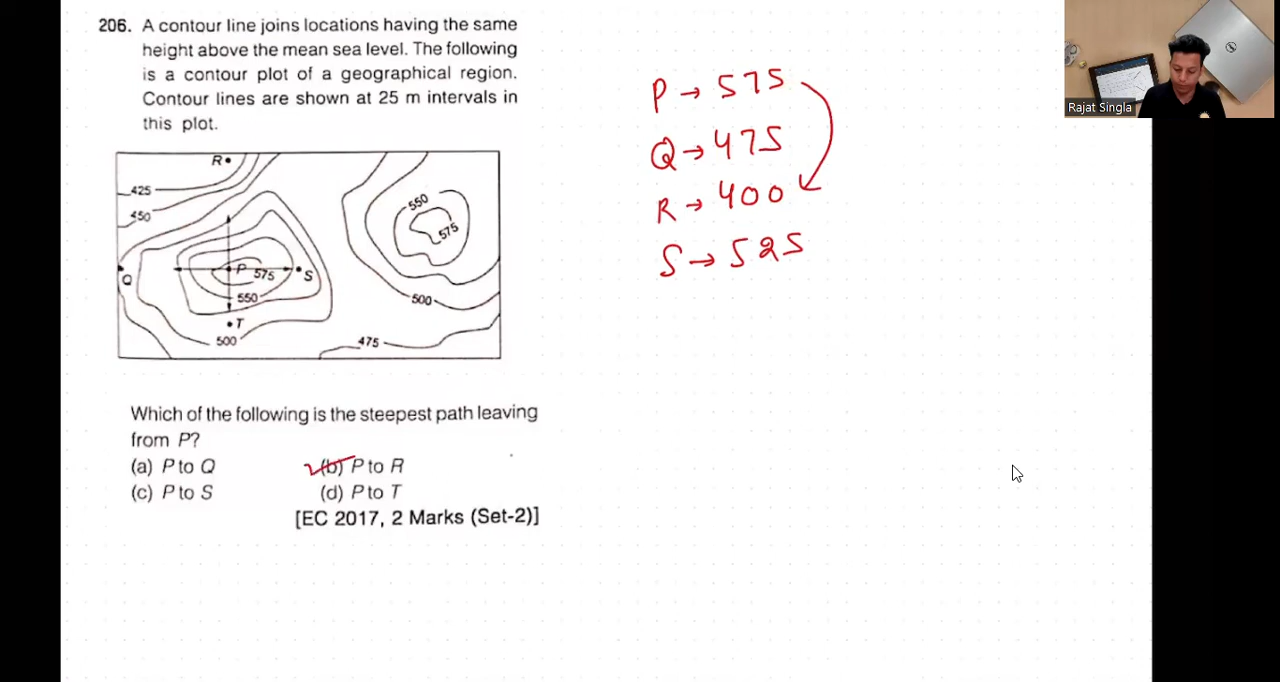 206. A contour line joins locations having the same
height above the mean sea level. The following
is a contour plot of a geographical region.
Contour lines are shown at 25 m intervals in
this plot.
R
425
450
550
575
Q
P
575
S
550
500
T
500
475
Which of the following is the steepest path leaving
from P?
(a) P to Q
(b) P to R
(c) P to S
(d) P to T
[EC 2017, 2 Marks (Set-2)]
P → 575
Q → 475
R → 400
S → 525
Rajat Singla